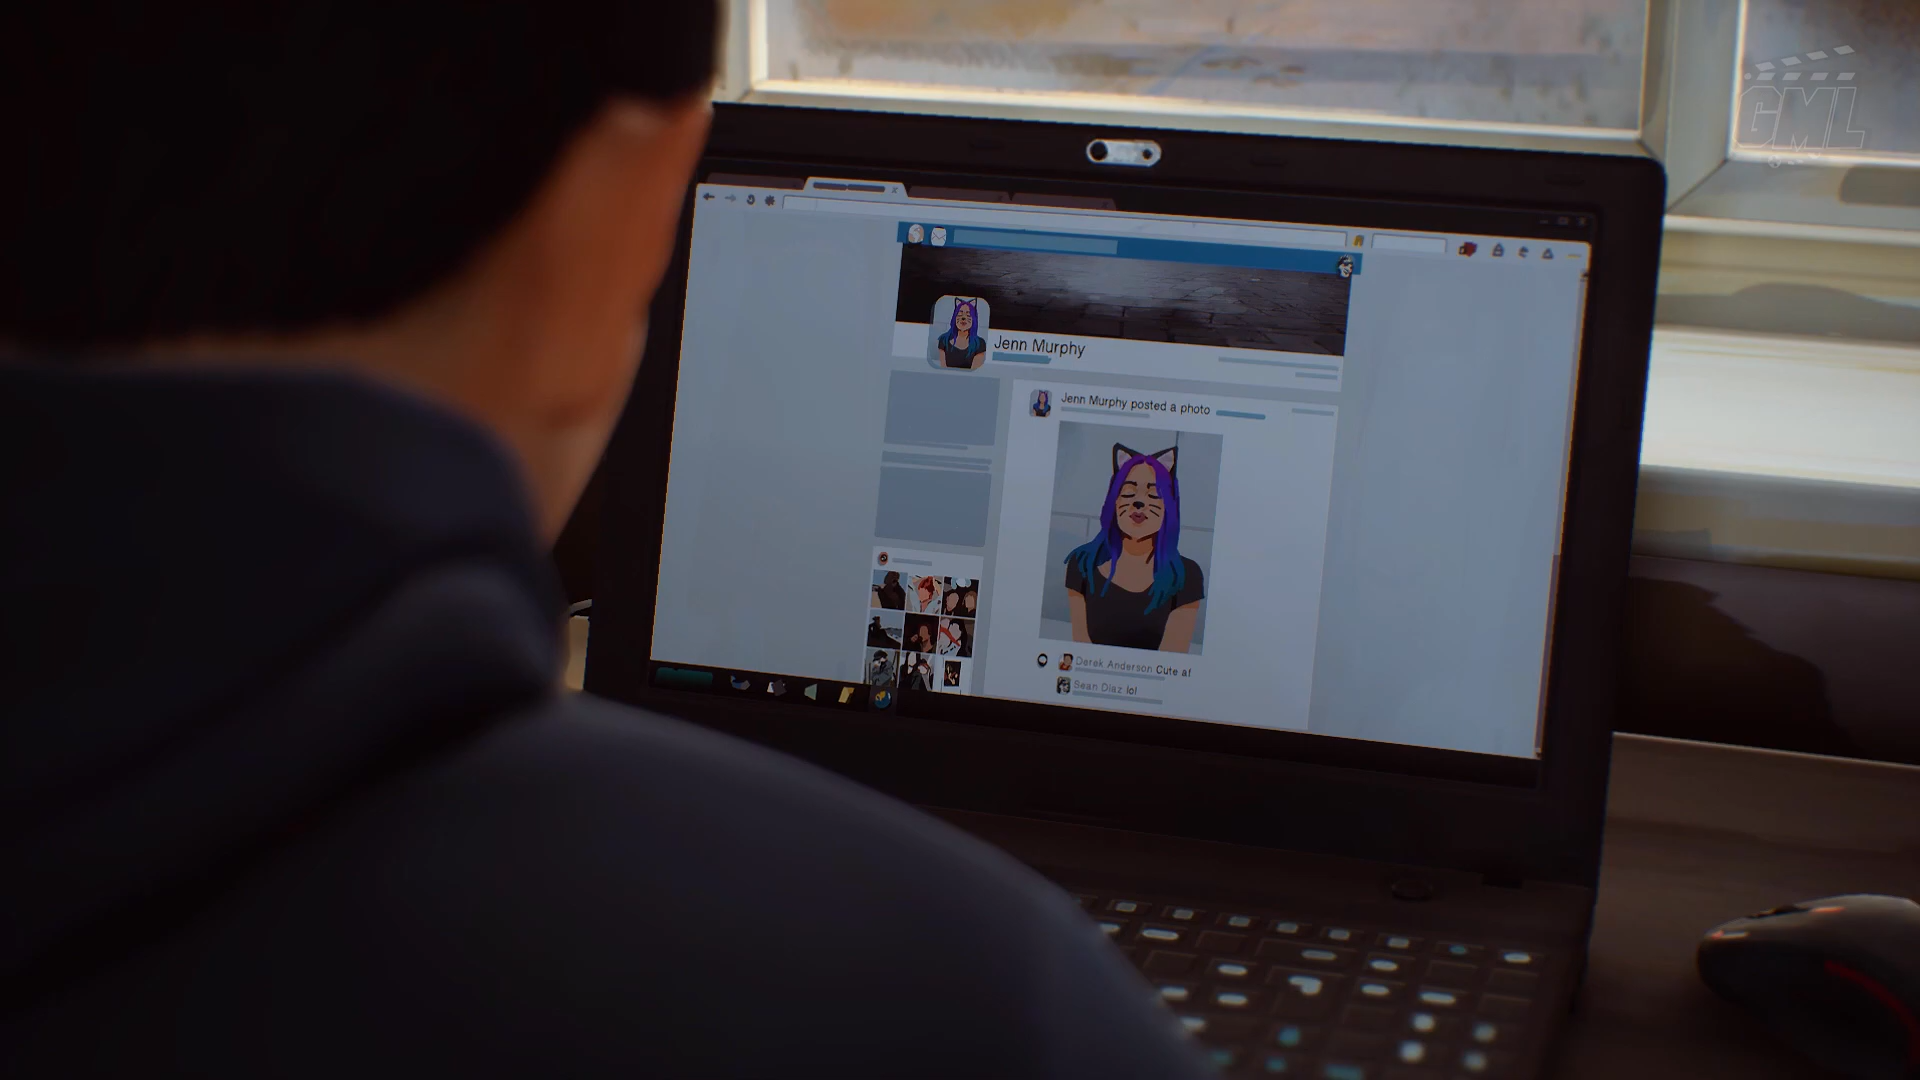 GML
Jenn Murphy
Jenn Murphy posted a photo
Derek Anderson Cute af
Sean Diaz lol